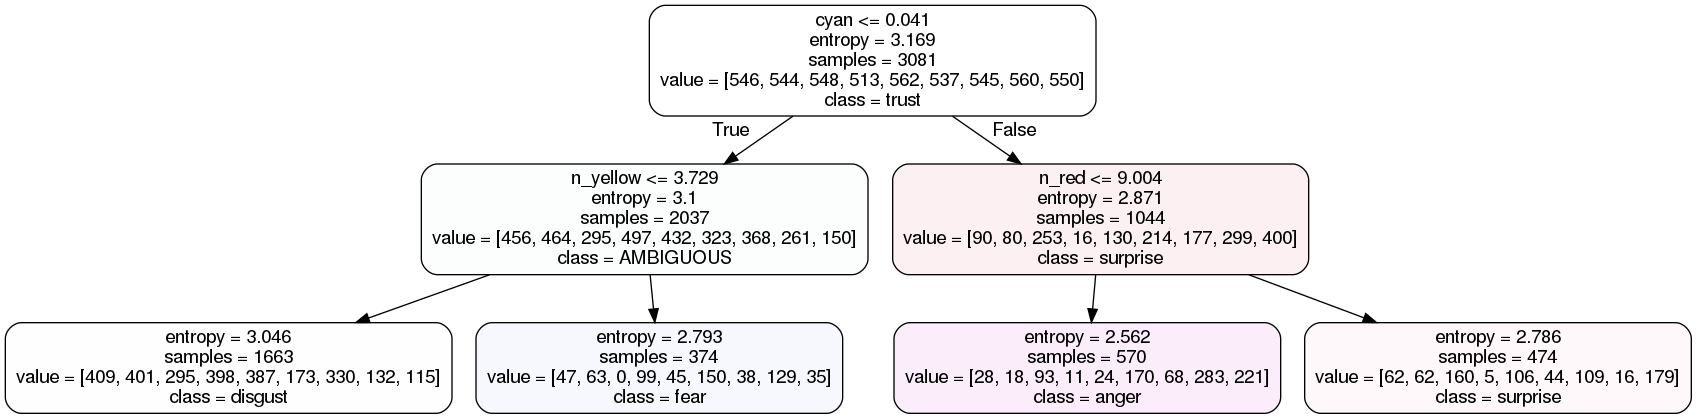 cyan <= 0.041
entropy = 3.169
samples = 3081
value = [546, 544, 548, 513, 562, 537, 545, 560, 550]
class = trust
True
False
n_yellow <= 3.729
entropy = 3.1
samples = 2037
value = [456, 464, 295, 497, 432, 323, 368, 261, 150]
class = AMBIGUOUS
n_red <= 9.004
entropy = 2.871
samples = 1044
value = [90, 80, 253, 16, 130, 214, 177, 299, 400]
class = surprise
entropy = 3.046
samples = 1663
value = [409, 401, 295, 398, 387, 173, 330, 132, 115]
class = disgust
entropy = 2.793
samples = 374
value = [47, 63, 0, 99, 45, 150, 38, 129, 35]
class = fear
entropy = 2.562
samples = 570
value = [28, 18, 93, 11, 24, 170, 68, 283, 221]
class = anger
entropy = 2.786
samples = 474
value = [62, 62, 160, 5, 106, 44, 109, 16, 179]
class = surprise